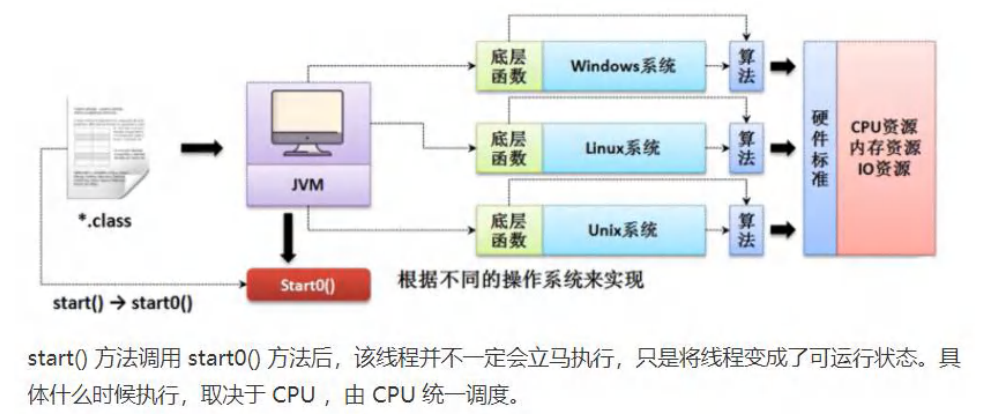 底层
函数
Windows系统
算
法
底层
函数
Linux系统
算
法
底层
函数
Unix系统
算
法
硬
件
标
准
CPU资源
内存资源
IO资源
*.class
JVM
Start0()
start() → start0()
根据不同的操作系统来实现
start() 方法调用 start0() 方法后，该线程并不一定会立马执行，只是将线程变成了可运行状态。具
体什么时候执行，取决于 CPU ，由 CPU 统一调度。